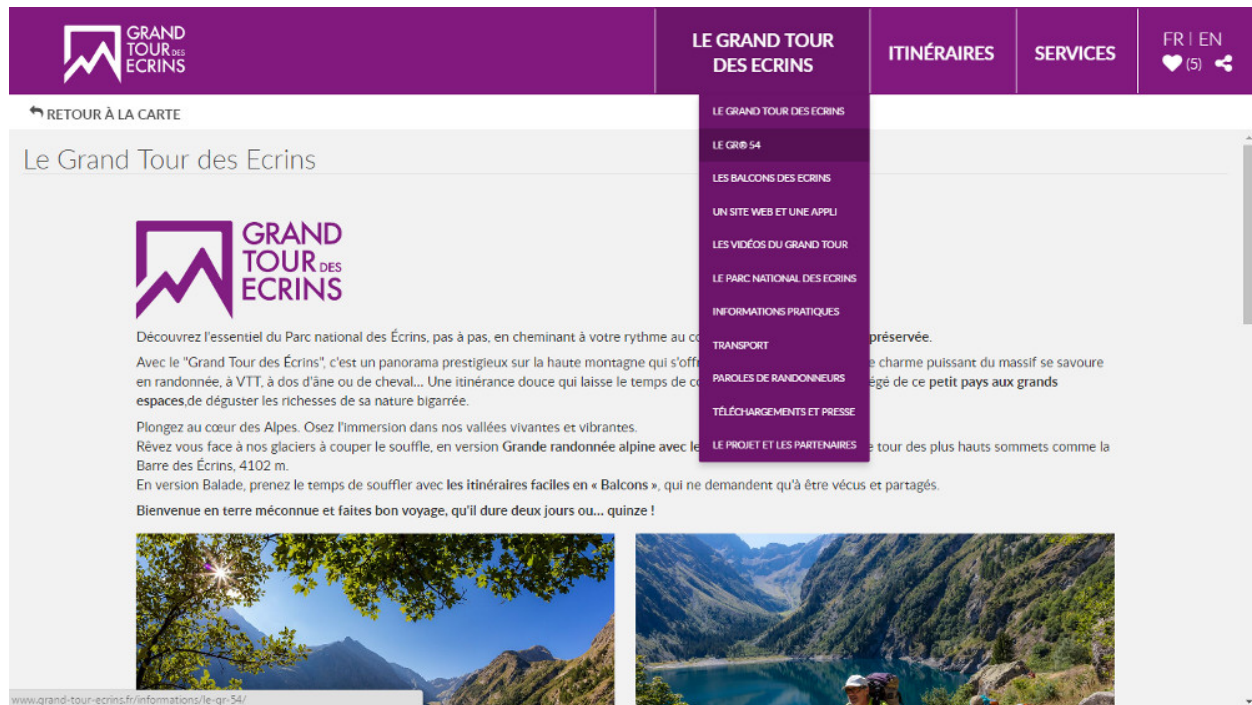 GRAND
TOUR DES
ECRINS
LE GRAND TOUR
DES ECRINS
ITINÉRAIRES
SERVICES
FR | EN
(5)
RETOUR À LA CARTE
LE GRAND TOUR DES ECRINS
LE GR® 54
LES BALCONS DES ECRINS
UN SITE WEB ET UNE APPLI
LES VIDÉOS DU GRAND TOUR
LE PARC NATIONAL DES ECRINS
INFORMATIONS PRATIQUES
TRANSPORT
PAROLES DE RANDONNEURS
TÉLÉCHARGEMENTS ET PRESSE
LE PROJET ET LES PARTENAIRES
Le Grand Tour des Ecrins
GRAND
TOUR DES
ECRINS
Découvrez l'essentiel du Parc national des Écrins, pas à pas, en cheminant à votre rythme au préservée.
Avec le "Grand Tour des Écrins", c'est un panorama prestigieux sur la haute montagne qui charme puissant du massif se savoure
en randonnée, à VTT, à dos d'âne ou de cheval... Une itinérance douce qui laisse le temps de de ce petit pays aux grands
espaces,de déguster les richesses de sa nature bigarrée.
Plongez au cœur des Alpes. Osez l'immersion dans nos vallées vivantes et vibrantes.
Rêvez vous face à nos glaciers à couper le souffle, en version Grande randonnée alpine avec tour des plus hauts sommets comme la
Barre des Écrins, 4102 m.
En version Balade, prenez le temps de souffler avec les itinéraires faciles en « Balcons », qui ne demandent qu'à être vécus et partagés.
Bienvenue en terre méconnue et faites bon voyage, qu'il dure deux jours ou... quinze !
www.grand-tour-ecrins.fr/informations/le-gr-54/